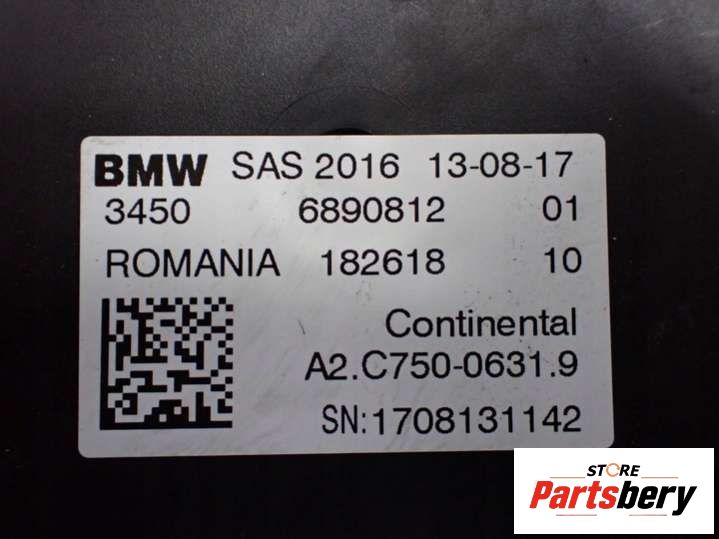 BMW SAS 2016 13-08-17
3450 6890812 01
ROMANIA 182618 10
Continental
A2.C750-0631.9
SN:1708131142
STORE
Partsbery